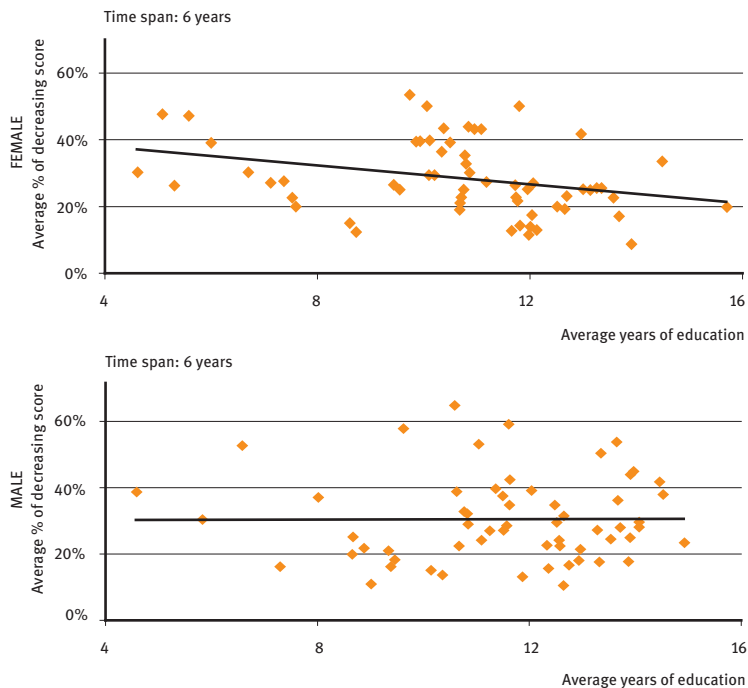 Time span: 6 years
FEMALE
Average % of decreasing score
60%
40%
20%
0%
4 8 12 16
Average years of education
Time span: 6 years
MALE
Average % of decreasing score
60%
40%
20%
0%
4 8 12 16
Average years of education